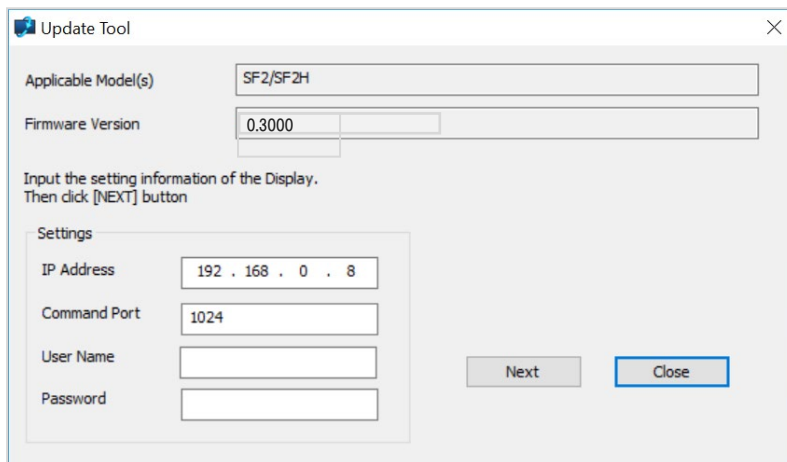 Update Tool
Applicable Model(s) SF2/SF2H
Firmware Version 0.3000
Input the setting information of the Display.
Then click [NEXT] button
Settings
IP Address 192 . 168 . 0 . 8
Command Port 1024
User Name
Password
Next Close